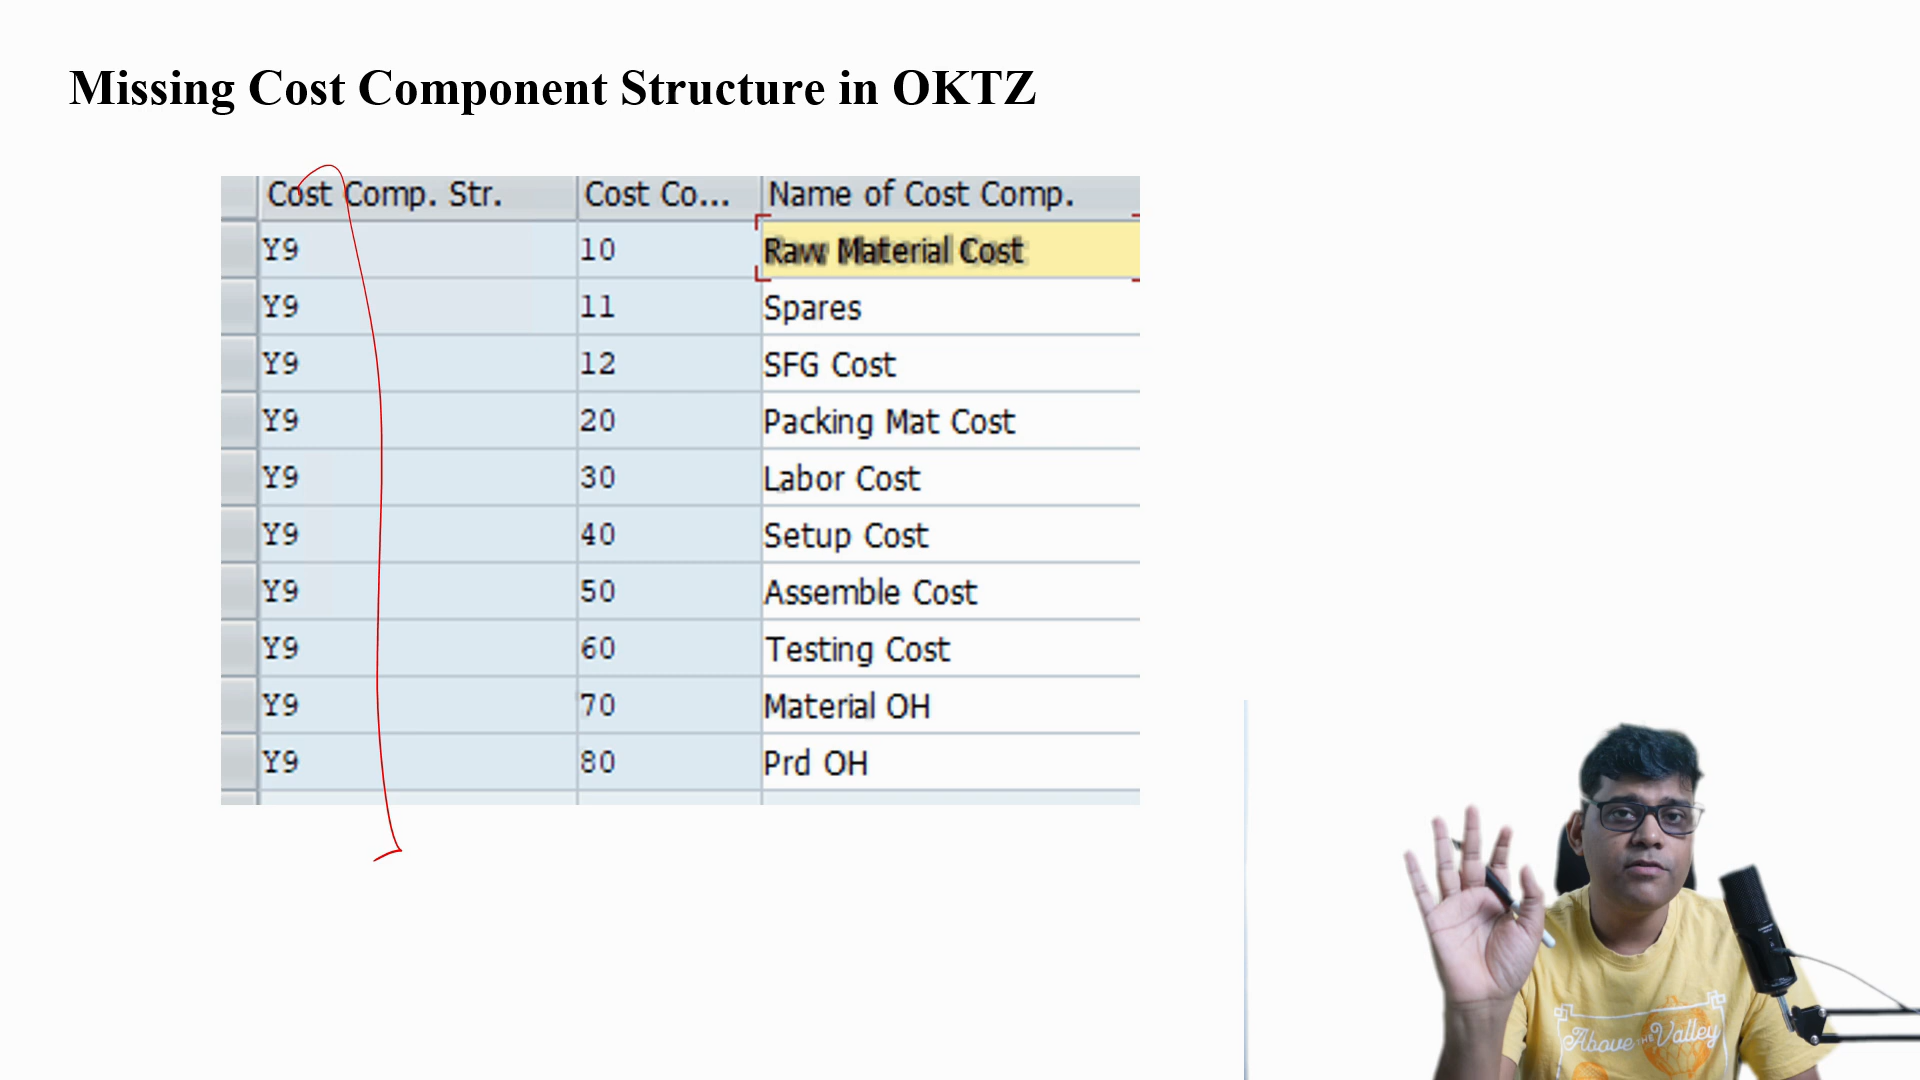 Missing Cost Component Structure in OKTZ
Cost Comp. Str. Cost Co... Name of Cost Comp.
Y9 10 Raw Material Cost
Y9 11 Spares
Y9 12 SFG Cost
Y9 20 Packing Mat Cost
Y9 30 Labor Cost
Y9 40 Setup Cost
Y9 50 Assemble Cost
Y9 60 Testing Cost
Y9 70 Material OH
Y9 80 Prd OH
Above THE Valley